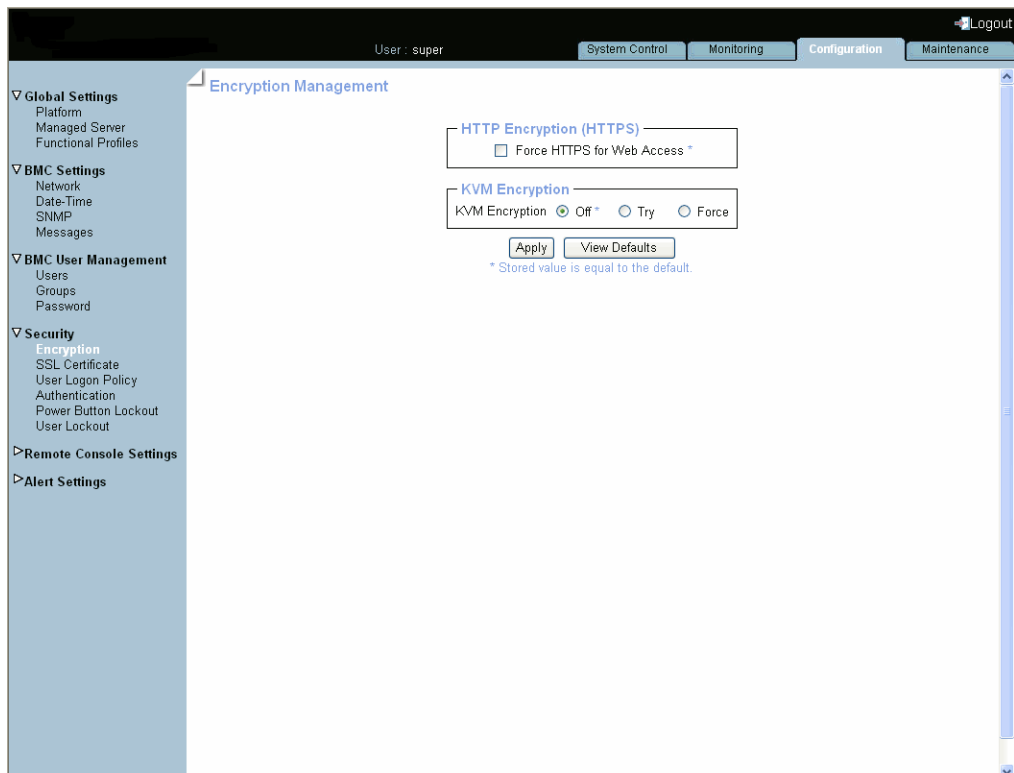 Logout
User : super
System Control
Monitoring
Configuration
Maintenance
Global Settings
Platform
Managed Server
Functional Profiles
BMC Settings
Network
Date-Time
SNMP
Messages
BMC User Management
Users
Groups
Password
Security
Encryption
SSL Certificate
User Logon Policy
Authentication
Power Button Lockout
User Lockout
Remote Console Settings
Alert Settings
Encryption Management
HTTP Encryption (HTTPS)
Force HTTPS for Web Access *
KVM Encryption
KVM Encryption Off * Try Force
Apply View Defaults
* Stored value is equal to the default.